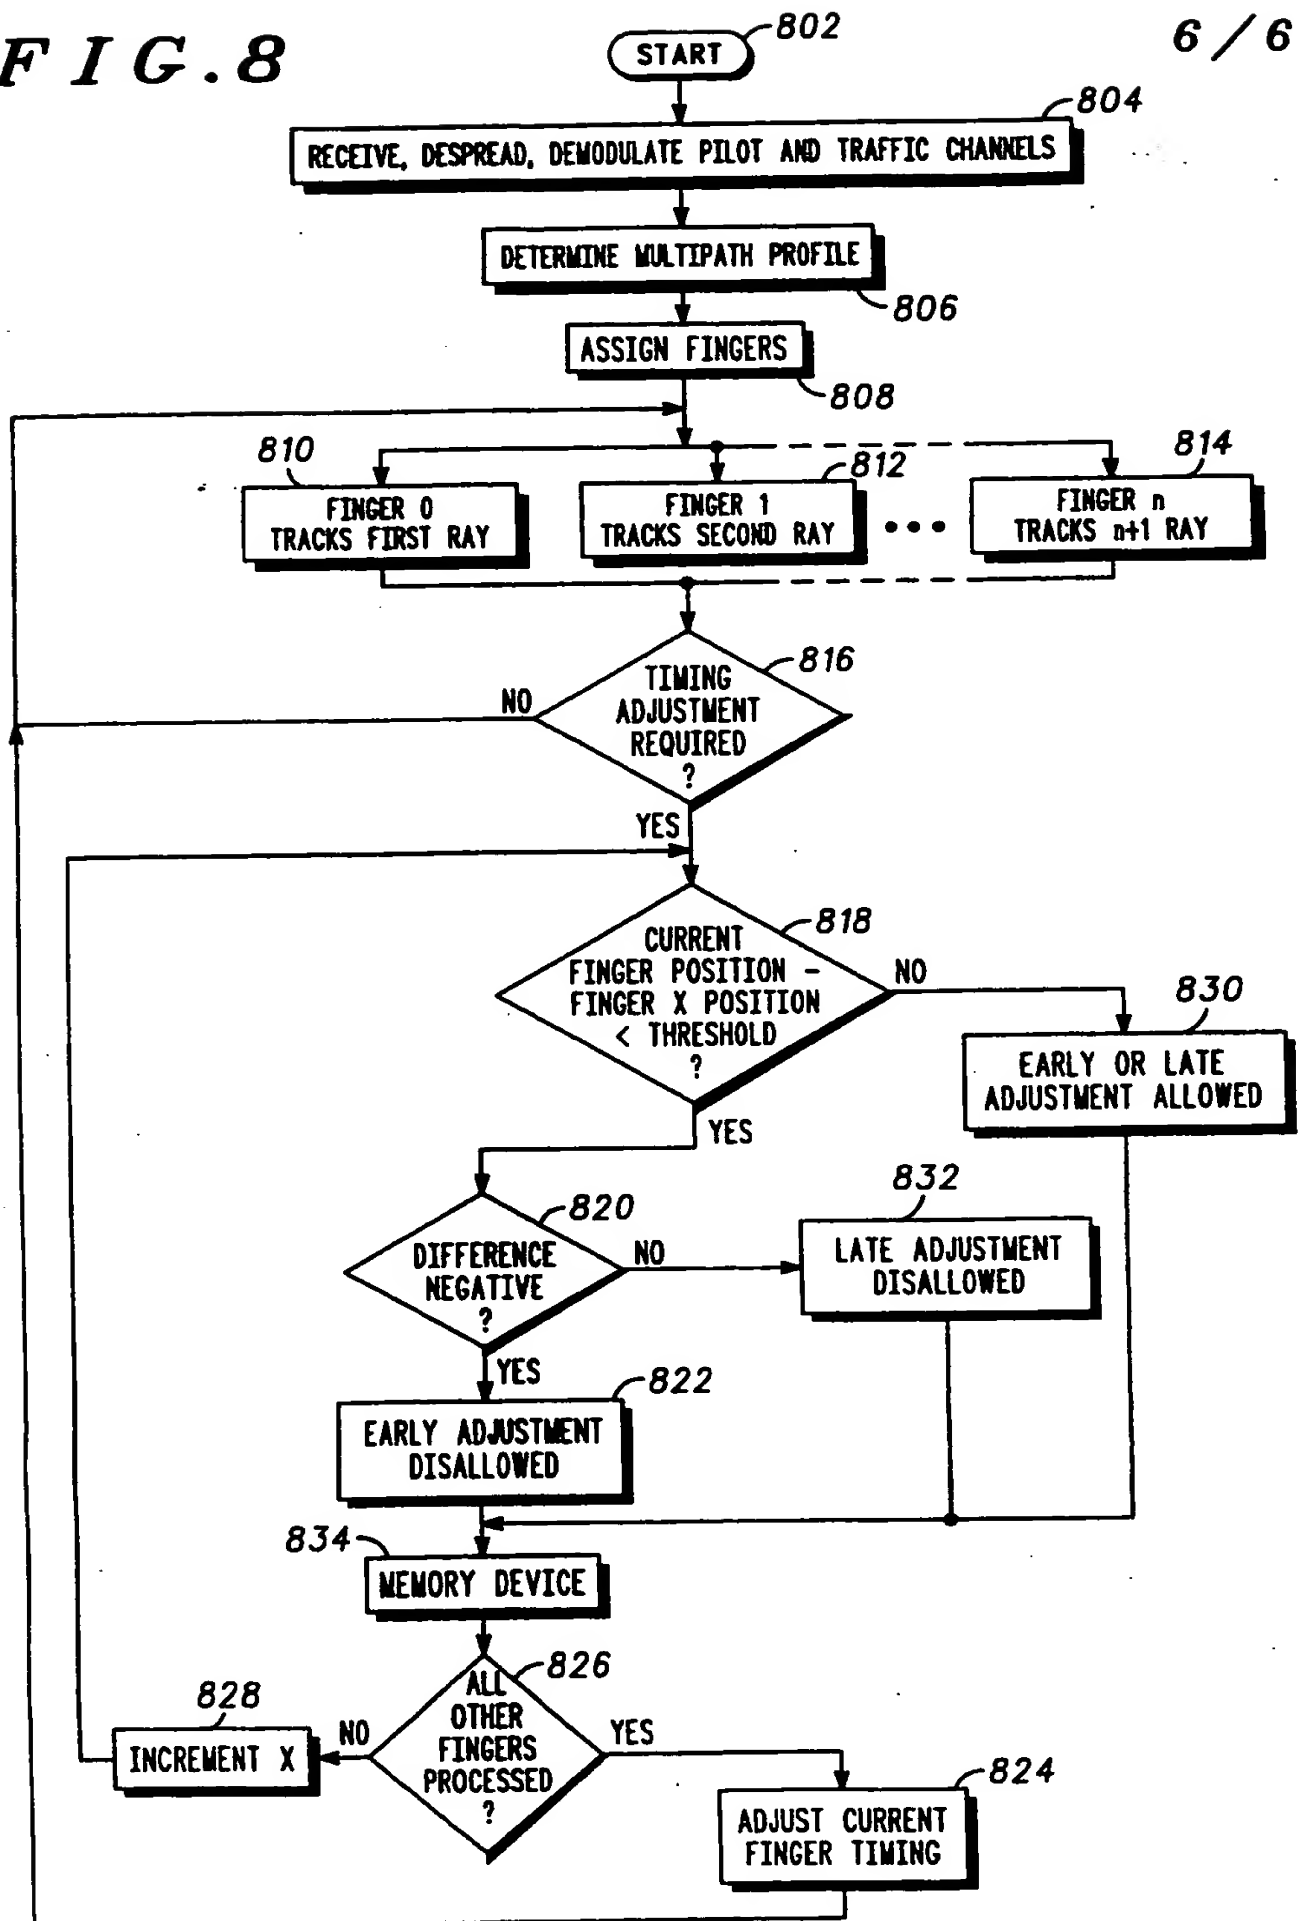 FIG.8
6/6
START
802
804
RECEIVE, DESPREAD, DEMODULATE PILOT AND TRAFFIC CHANNELS
DETERMINE MULTIPATH PROFILE
806
ASSIGN FINGERS
808
810
812
814
FINGER 0
TRACKS FIRST RAY
FINGER 1
TRACKS SECOND RAY
•••
FINGER n
TRACKS n+1 RAY
816
TIMING
ADJUSTMENT
REQUIRED
?
NO
YES
818
CURRENT
FINGER POSITION -
FINGER X POSITION
< THRESHOLD
?
NO
YES
830
EARLY OR LATE
ADJUSTMENT ALLOWED
820
DIFFERENCE
NEGATIVE
?
NO
YES
832
LATE ADJUSTMENT
DISALLOWED
822
EARLY ADJUSTMENT
DISALLOWED
834
MEMORY DEVICE
826
ALL
OTHER
FINGERS
PROCESSED
?
NO
YES
828
INCREMENT X
824
ADJUST CURRENT
FINGER TIMING